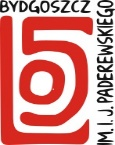 BYDGOSZCZ
IM. I. J. PADEREWSKIEGO